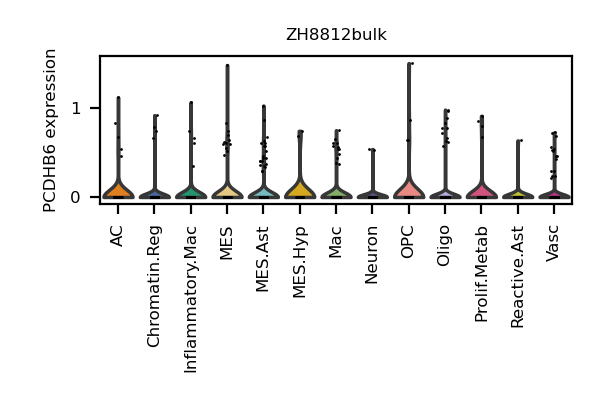 ZH8812bulk
PCDHB6 expression
1
0
AC
Chromatin.Reg
Inflammatory.Mac
MES
MES.Ast
MES.Hyp
Mac
Neuron
OPC
Oligo
Prolif.Metab
Reactive.Ast
Vasc